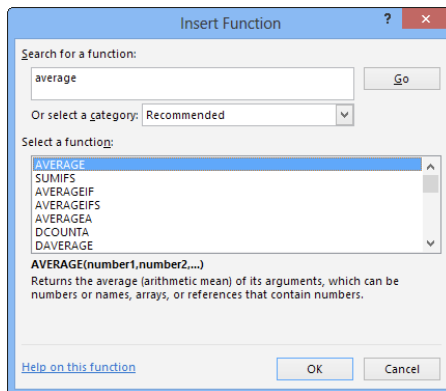 Insert Function
? ×
Search for a function:
average
Go
Or select a category: Recommended
Select a function:
AVERAGE
SUMIFS
AVERAGEIF
AVERAGEIFS
AVERAGEA
DCOUNTA
DAVERAGE
AVERAGE(number1,number2,...)
Returns the average (arithmetic mean) of its arguments, which can be
numbers or names, arrays, or references that contain numbers.
Help on this function
OK Cancel